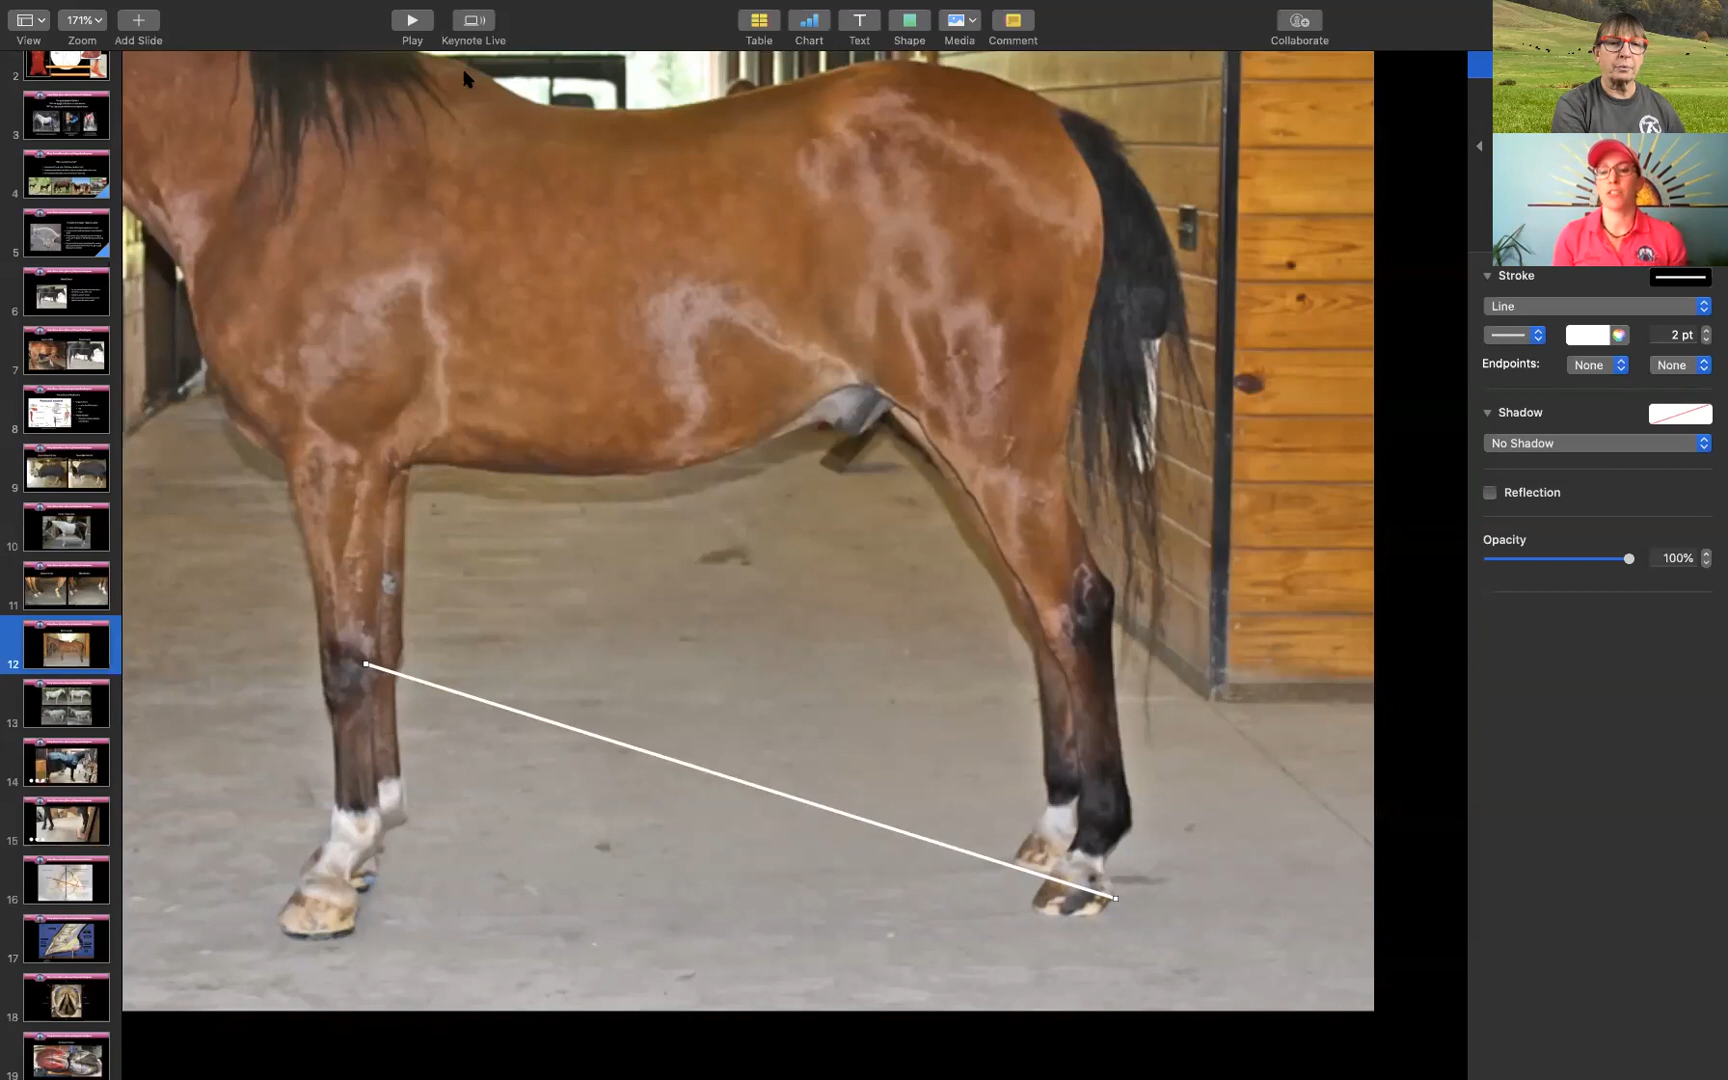 171%
View
Zoom
Add Slide
Play
Keynote Live
Table
T
Chart
Text
Shape
Media
Comment
Collaborate
2
3
4
5
6
7
8
9
10
11
12
13
14
15
16
17
18
19
Stroke
Line
2 pt
Endpoints:
None
None
Shadow
No Shadow
Reflection
Opacity
100%